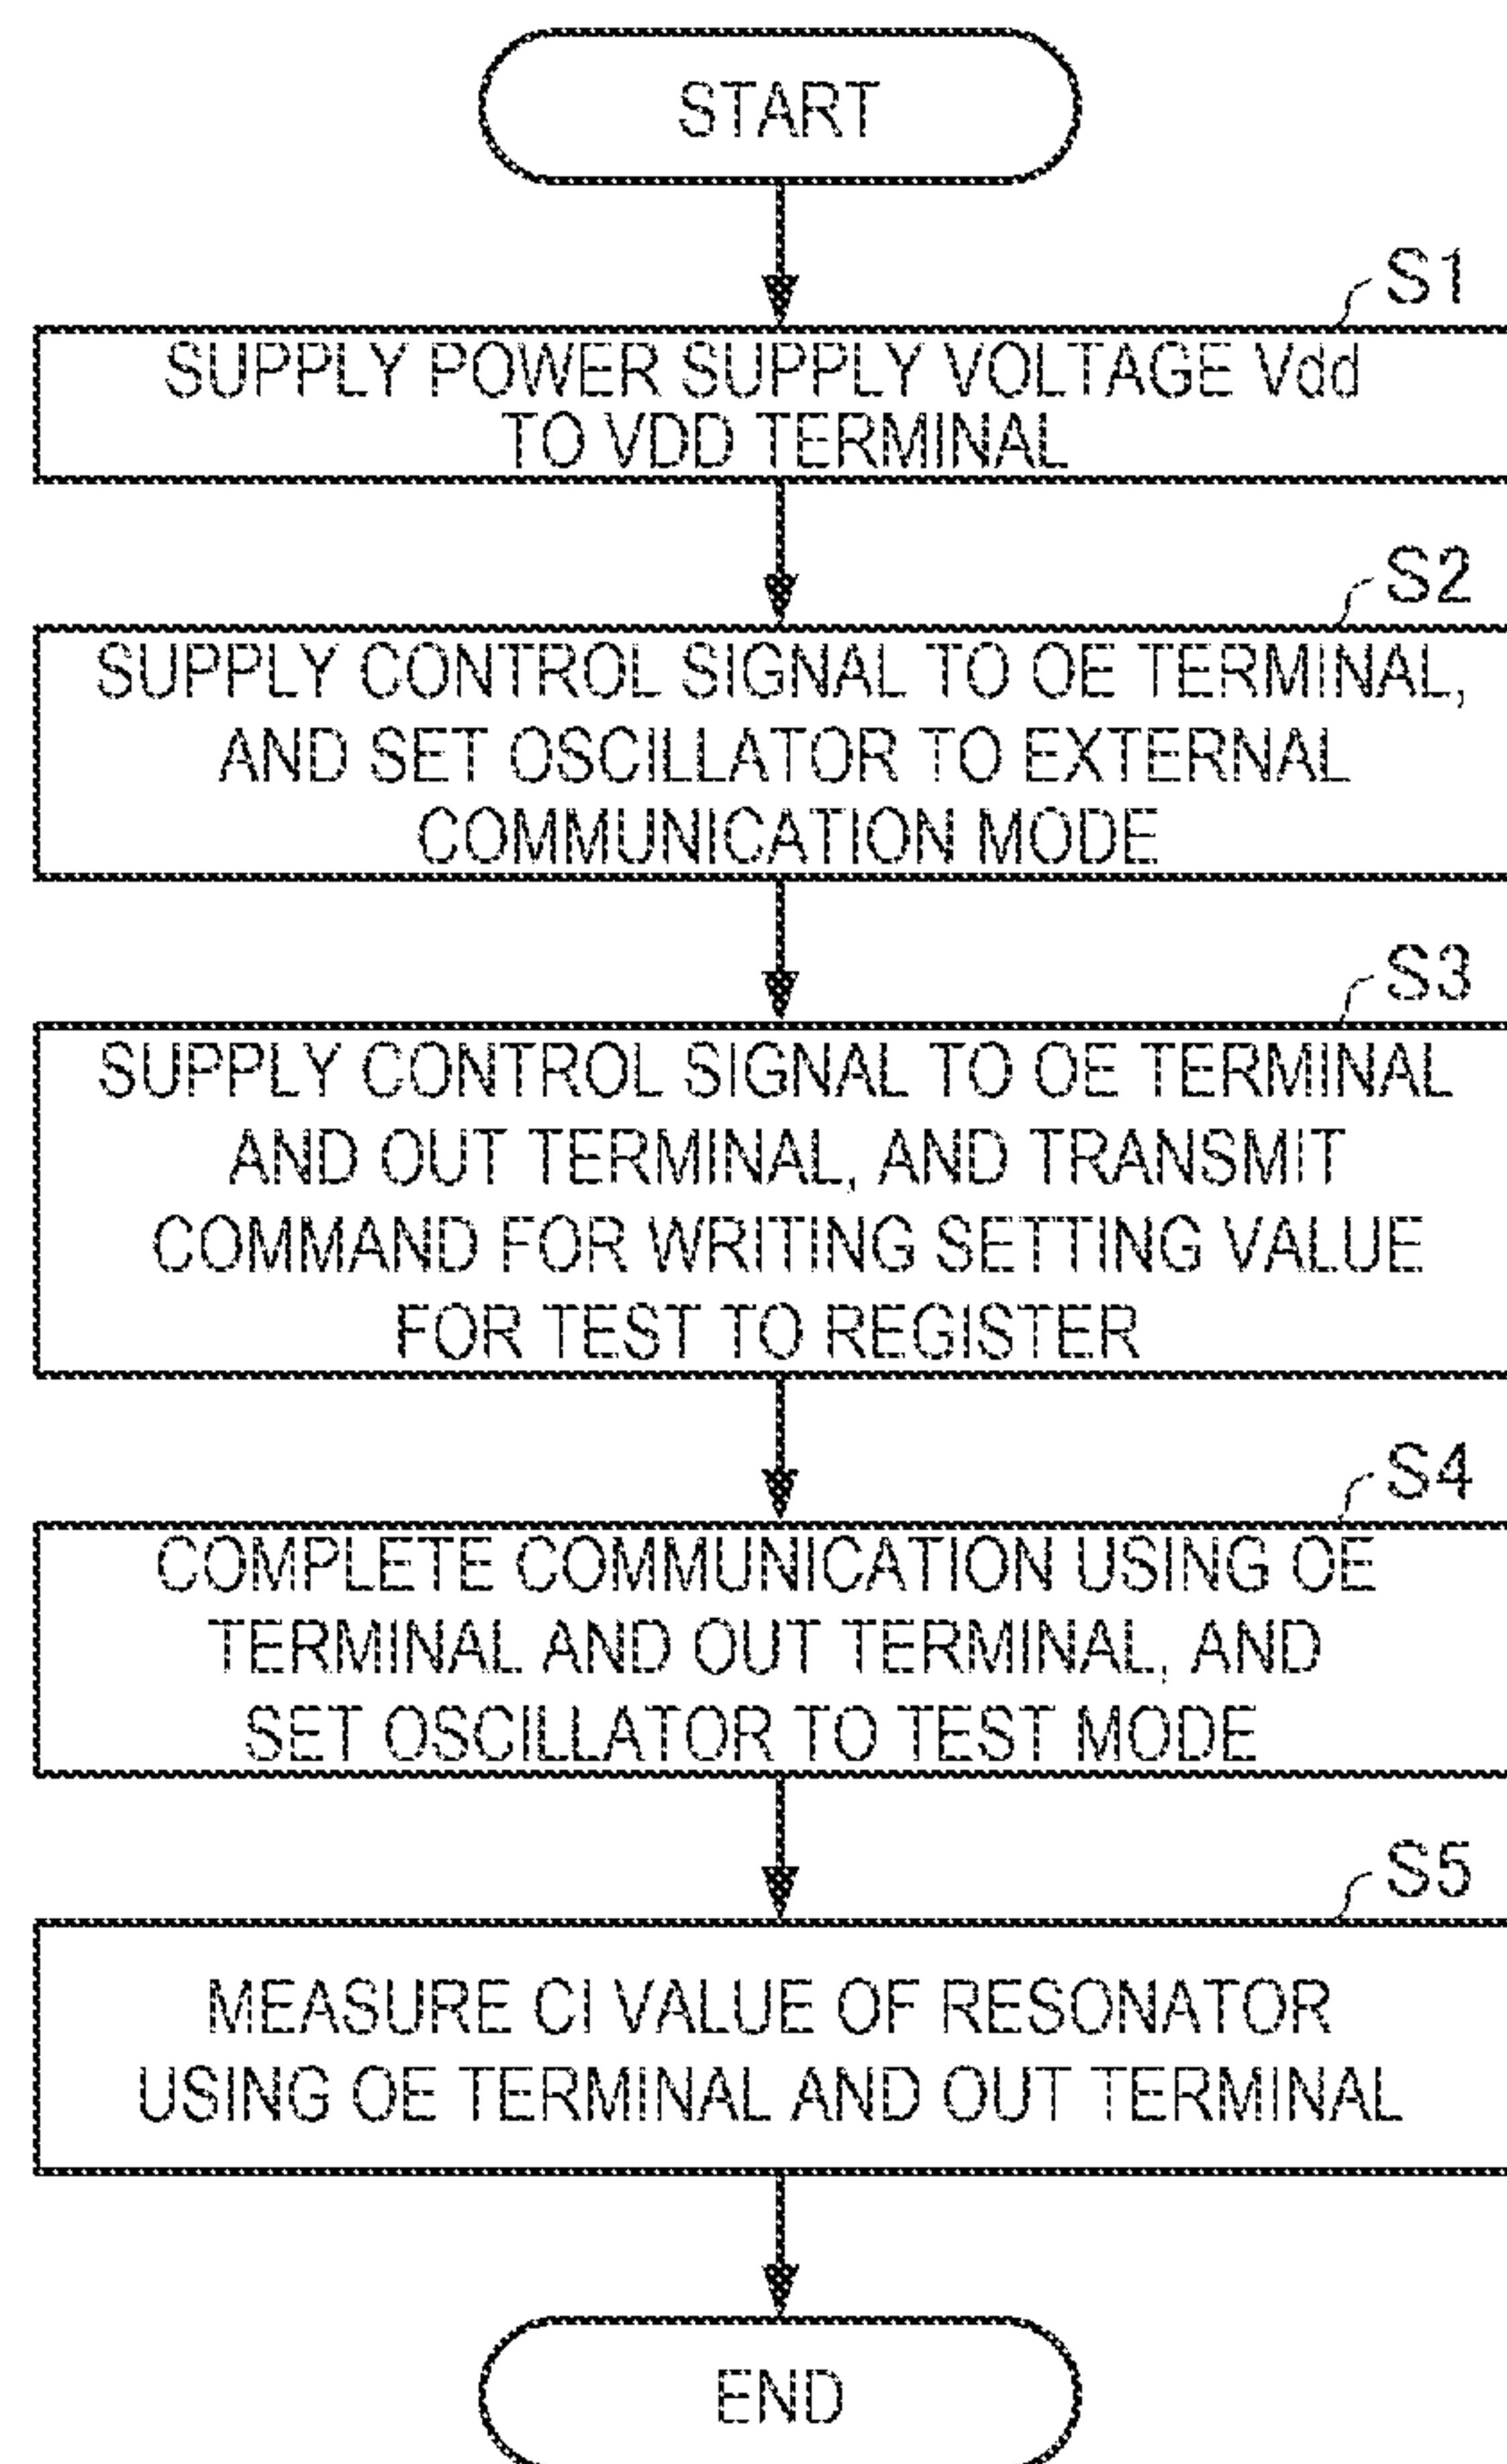 START
S1
SUPPLY POWER SUPPLY VOLTAGE Vdd
TO VDD TERMINAL
S2
SUPPLY CONTROL SIGNAL TO OE TERMINAL,
AND SET OSCILLATOR TO EXTERNAL
COMMUNICATION MODE
S3
SUPPLY CONTROL SIGNAL TO OE TERMINAL
AND OUT TERMINAL, AND TRANSMIT
COMMAND FOR WRITING SETTING VALUE
FOR TEST TO REGISTER
S4
COMPLETE COMMUNICATION USING OE
TERMINAL AND OUT TERMINAL, AND
SET OSCILLATOR TO TEST MODE
S5
MEASURE CI VALUE OF RESONATOR
USING OE TERMINAL AND OUT TERMINAL
END